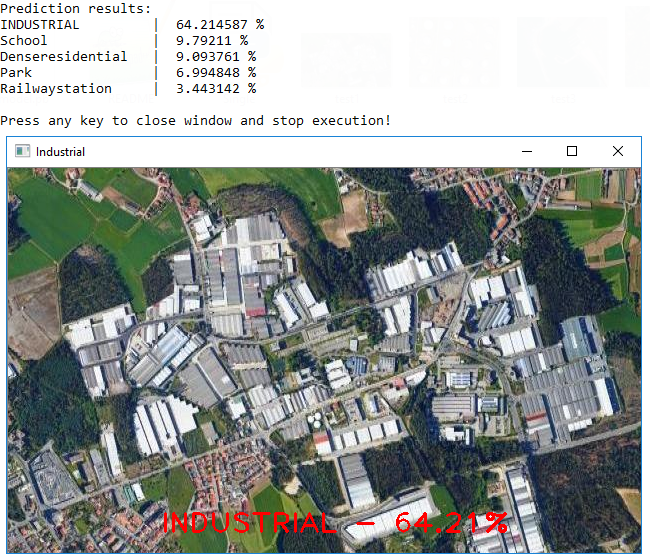 Prediction results:
INDUSTRIAL | 64.214587 %
School | 9.79211 %
Denseresidential | 9.093761 %
Park | 6.994848 %
Railwaystation | 3.443142 %
Press any key to close window and stop execution!
Industrial
INDUSTRIAL - 64.21%